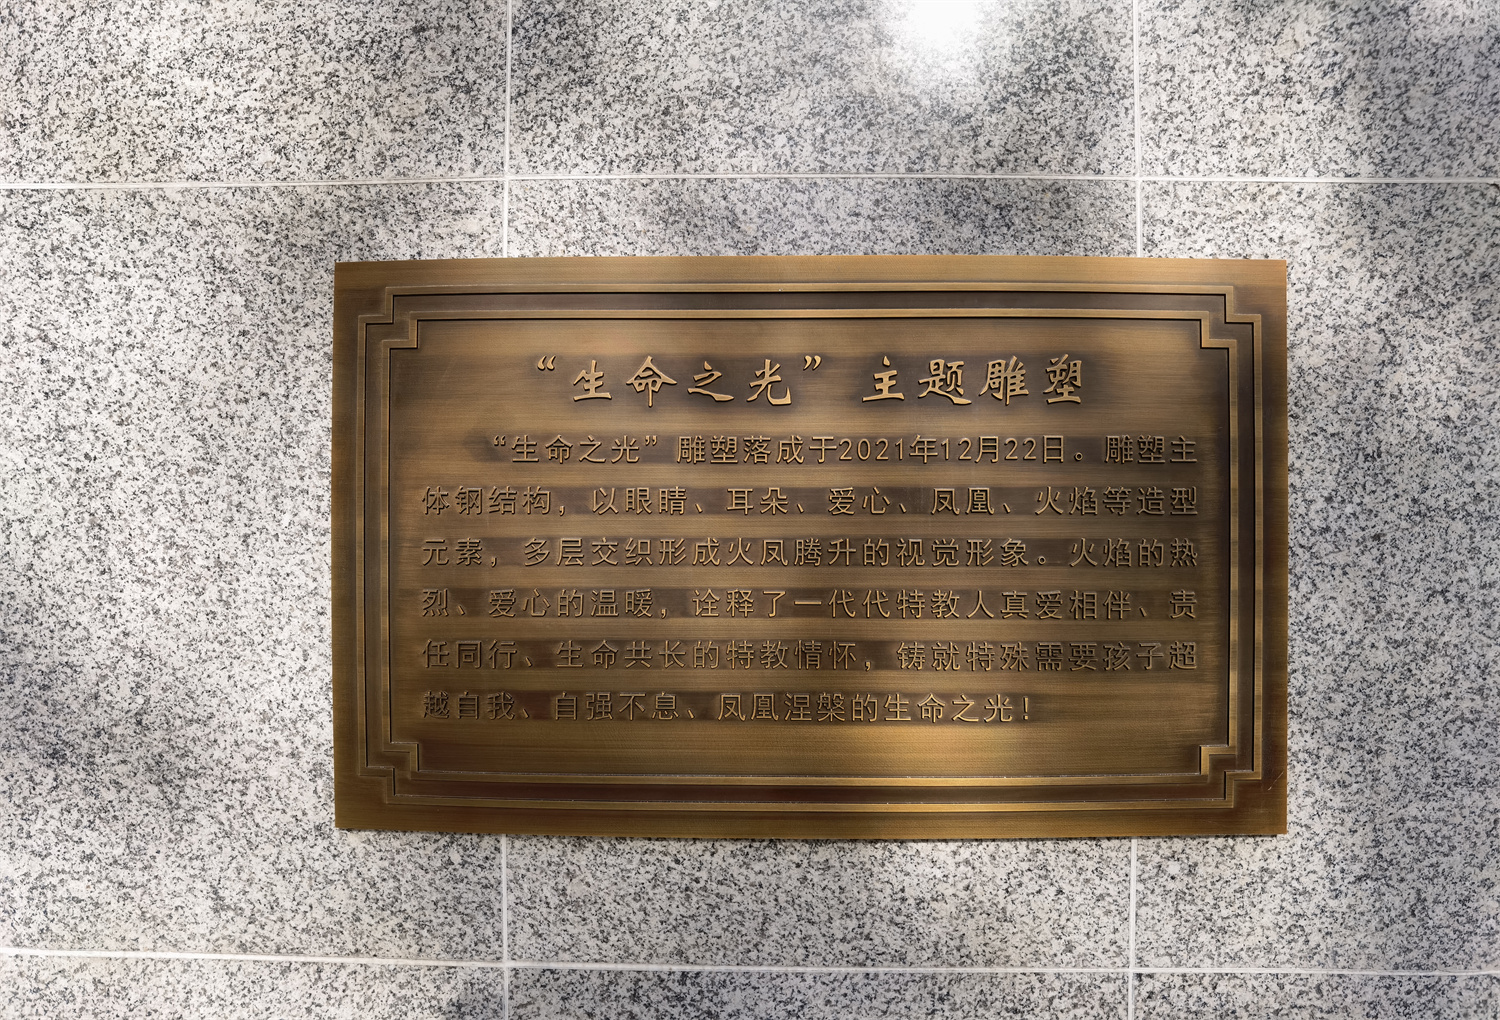 “生命之光”主题雕塑
“生命之光”雕塑落成于2021年12月22日。雕塑主
体钢结构，以眼睛、耳朵、爱心、凤凰、火焰等造型
元素，多层交织形成火凤腾升的视觉形象。火焰的热
烈、爱心的温暖，诠释了一代代特教人真爱相伴、责
任同行、生命共长的特教情怀，铸就特殊需要孩子超
越自我、自强不息、凤凰涅槃的生命之光！